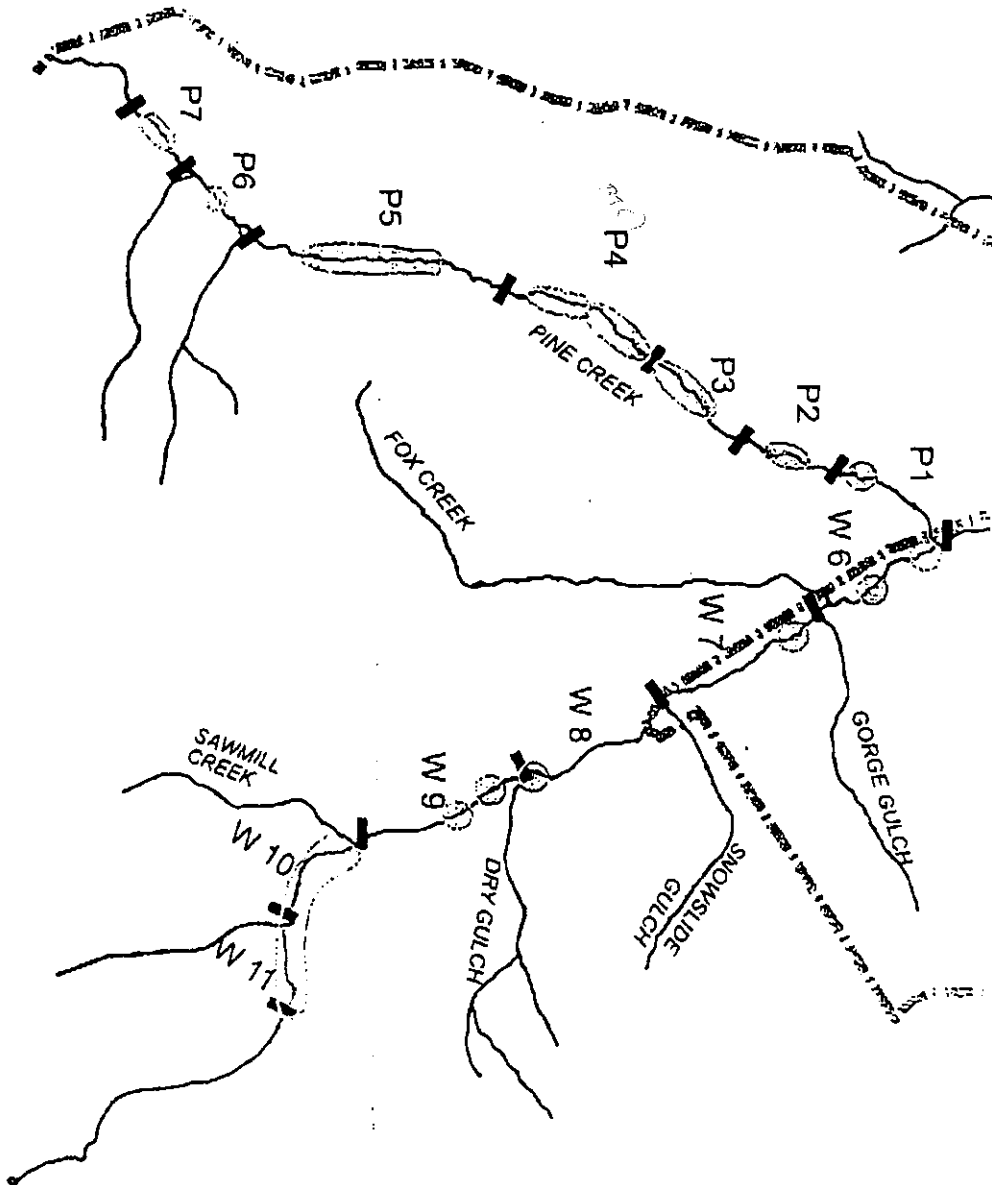 P7
P6
P5
P4
PINE CREEK
P3
P2
P1
FOX CREEK
W 6
W 7
GORGE GULCH
W 8
SNOWSLIDE
GULCH
SAWMILL
CREEK
W 9
W 10
DRY GULCH
W 11